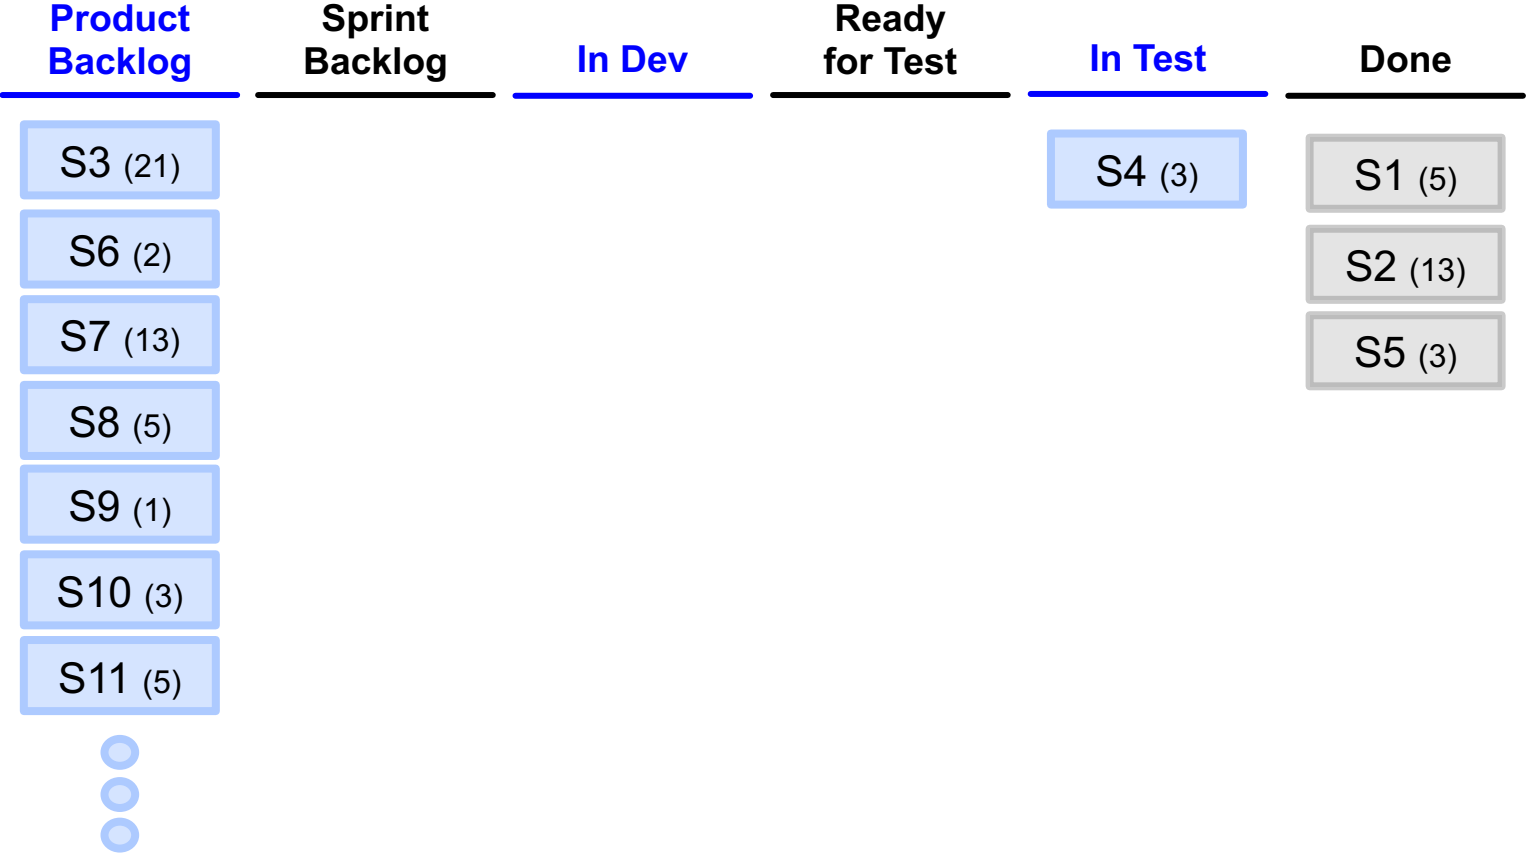 Product
Backlog
Sprint
Backlog
In Dev
Ready
for Test
In Test
Done
S3 (21)
S6 (2)
S7 (13)
S8 (5)
S9 (1)
S10 (3)
S11 (5)
S4 (3)
S1 (5)
S2 (13)
S5 (3)